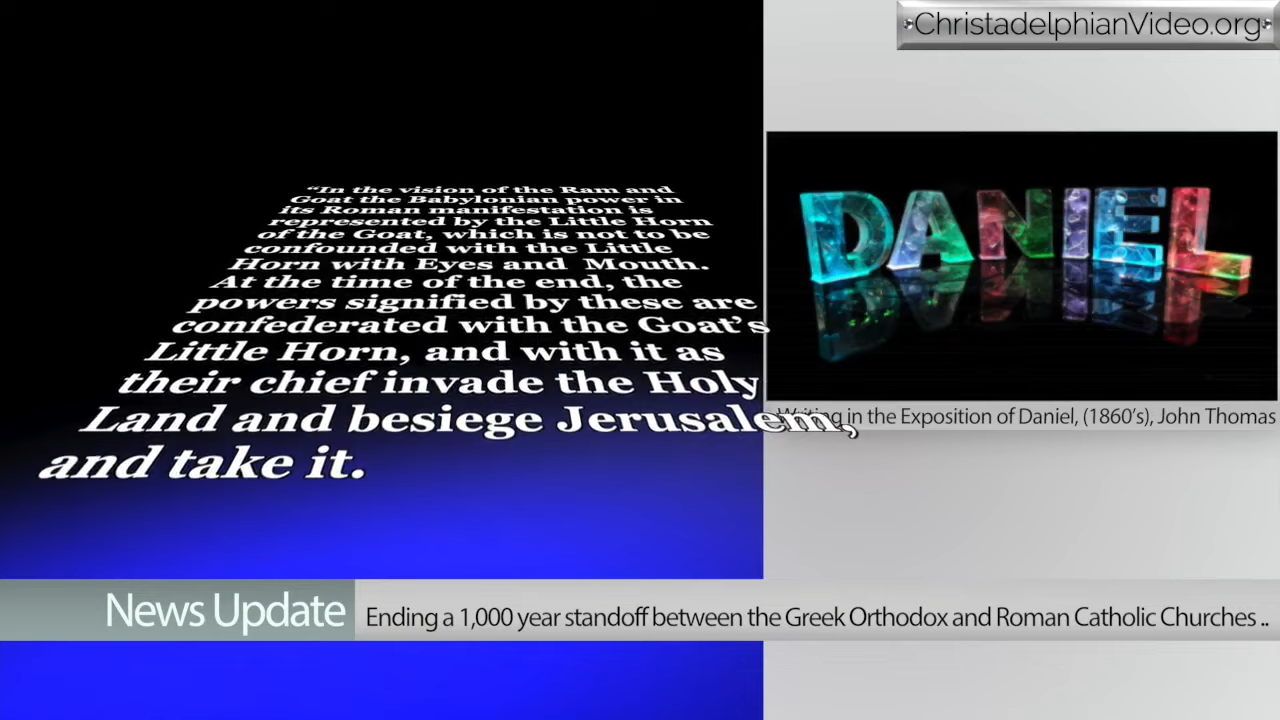 ChristadelphianVideo.org
“In the vision of the Ram and
Goat the Babylonian power in
its Roman manifestation is
represented by the Little Horn
of the Goat, which is not to be
confounded with the Little
Horn with Eyes and Mouth.
At the time of the end, the
powers signified by these are
confederated with the Goat’s
Little Horn, and with it as
their chief invade the Holy
Land and besiege Jerusalem,
and take it.
DANIEL
Writing in the Exposition of Daniel, (1860's), John Thomas
News Update
Ending a 1,000 year standoff between the Greek Orthodox and Roman Catholic Churches ..